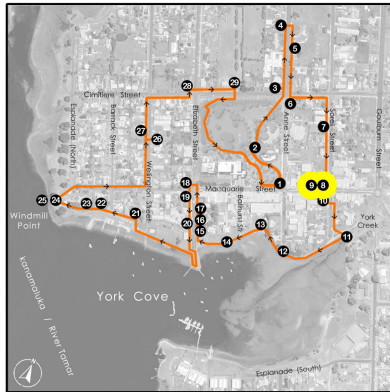 4
5
28
29
Cimitiere Street
3
6
Esplanade (North)
Barrack Street
Elizabeth Street
Anne Street
Goulburn Street
7
27
26
2
Wellington Street
18
Macquarie Street
1
9
8
25
24
19
10
23
22
17
Bathurst Str
York
Creek
Windmill
Point
21
20
16
13
15
14
11
12
York Cove
kanamaluka / River Tamar
Esplanade (South)